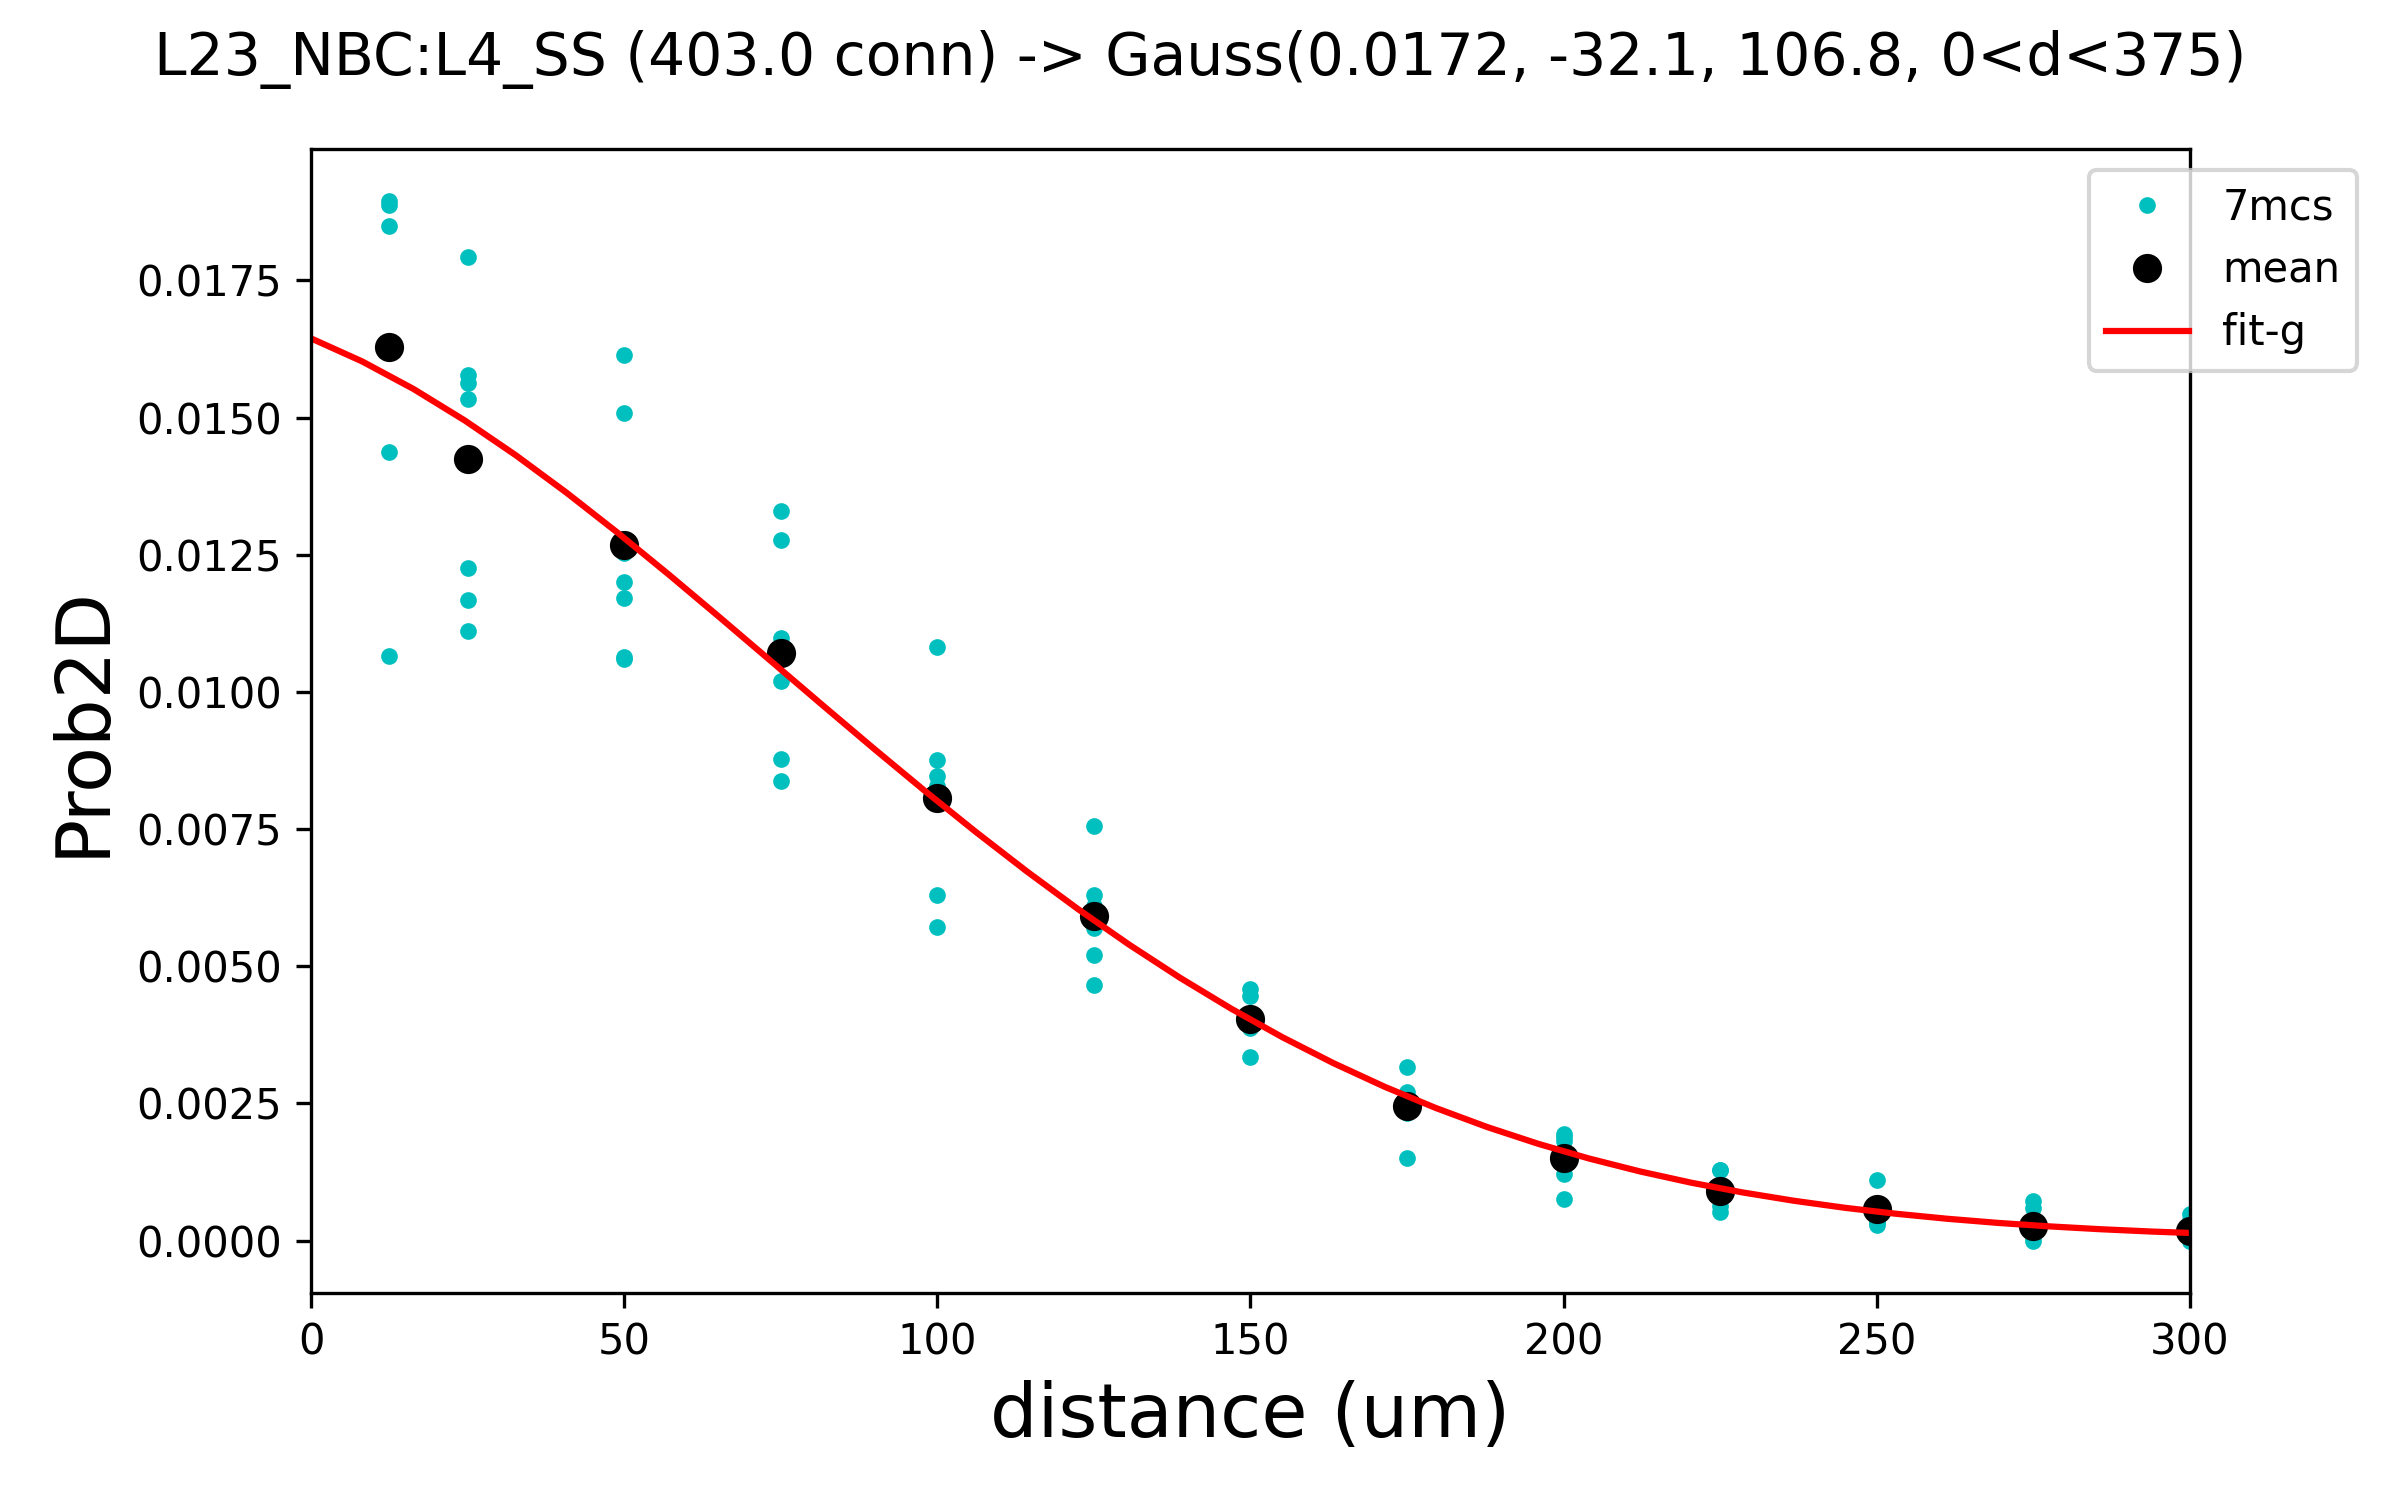 L23_NBC:L4_SS (403.0 conn) -> Gauss(0.0172, -32.1, 106.8, 0<d<375)
7mcs
mean
fit-g
Prob2D
0.0175
0.0150
0.0125
0.0100
0.0075
0.0050
0.0025
0.0000
0 50 100 150 200 250 300
distance (um)